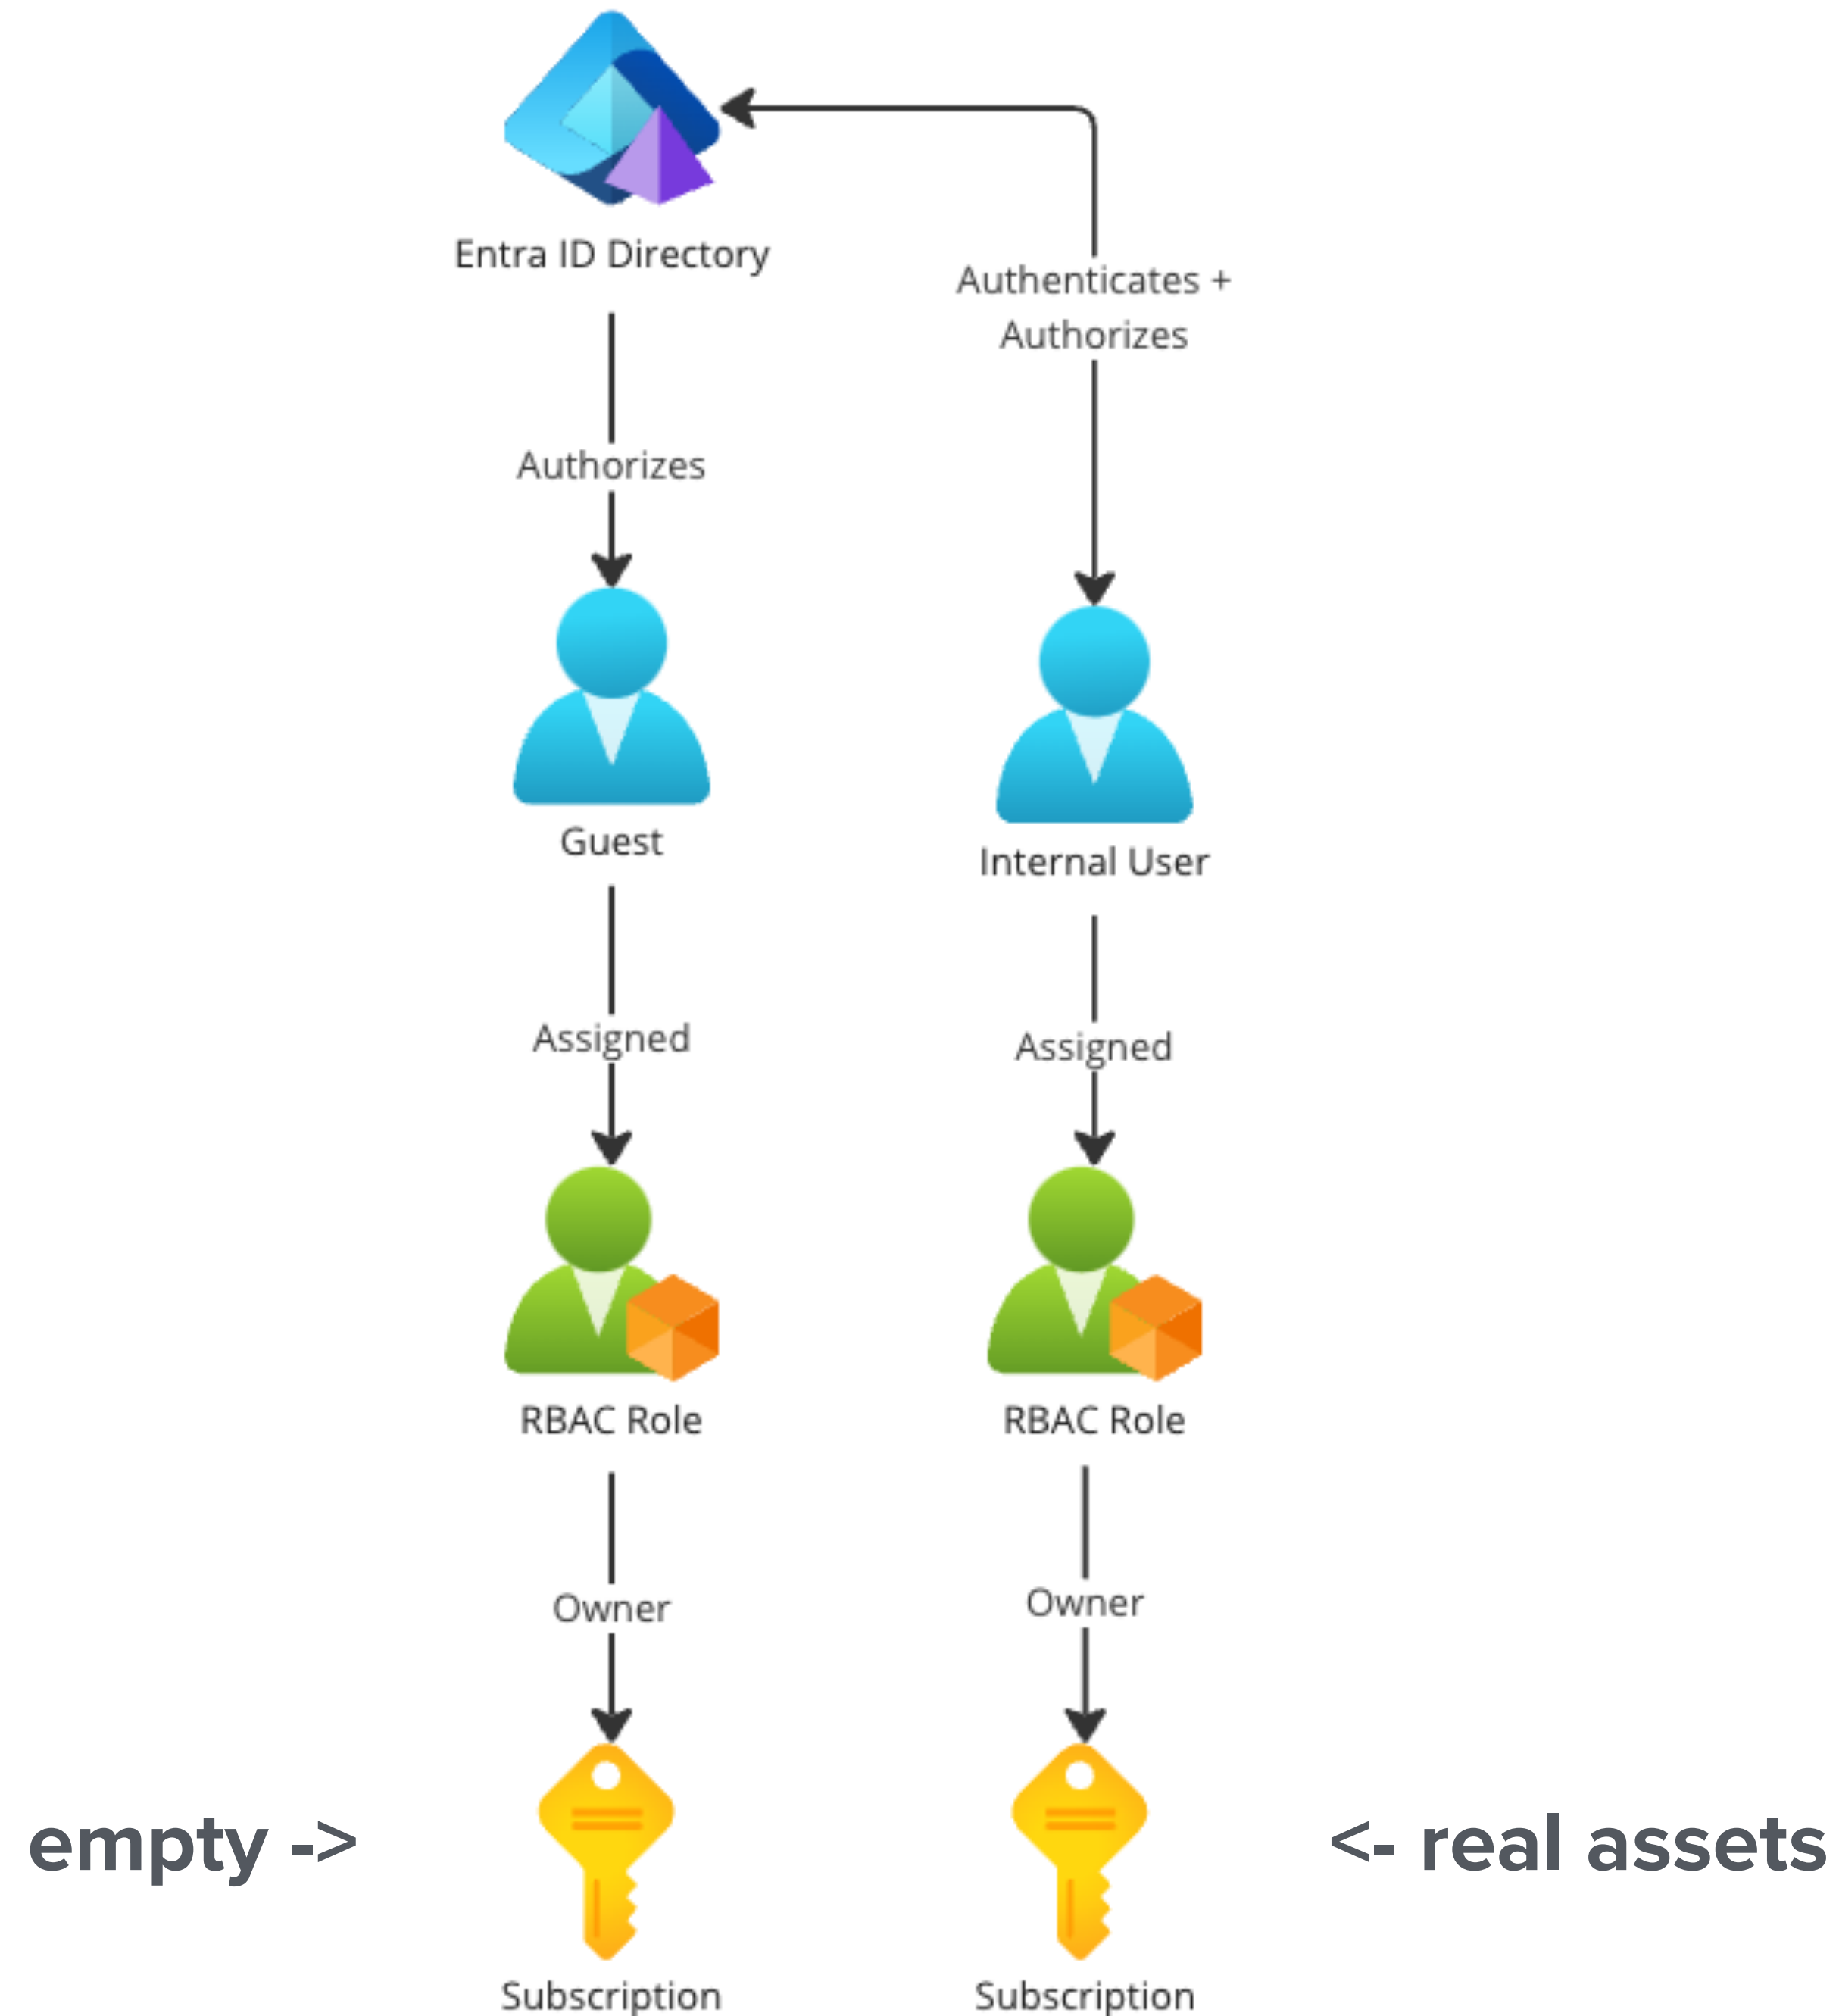 Entra ID Directory
Authenticates +
Authorizes
Authorizes
Guest
Internal User
Assigned
Assigned
RBAC Role
RBAC Role
Owner
Owner
empty ->
<- real assets
Subscription
Subscription